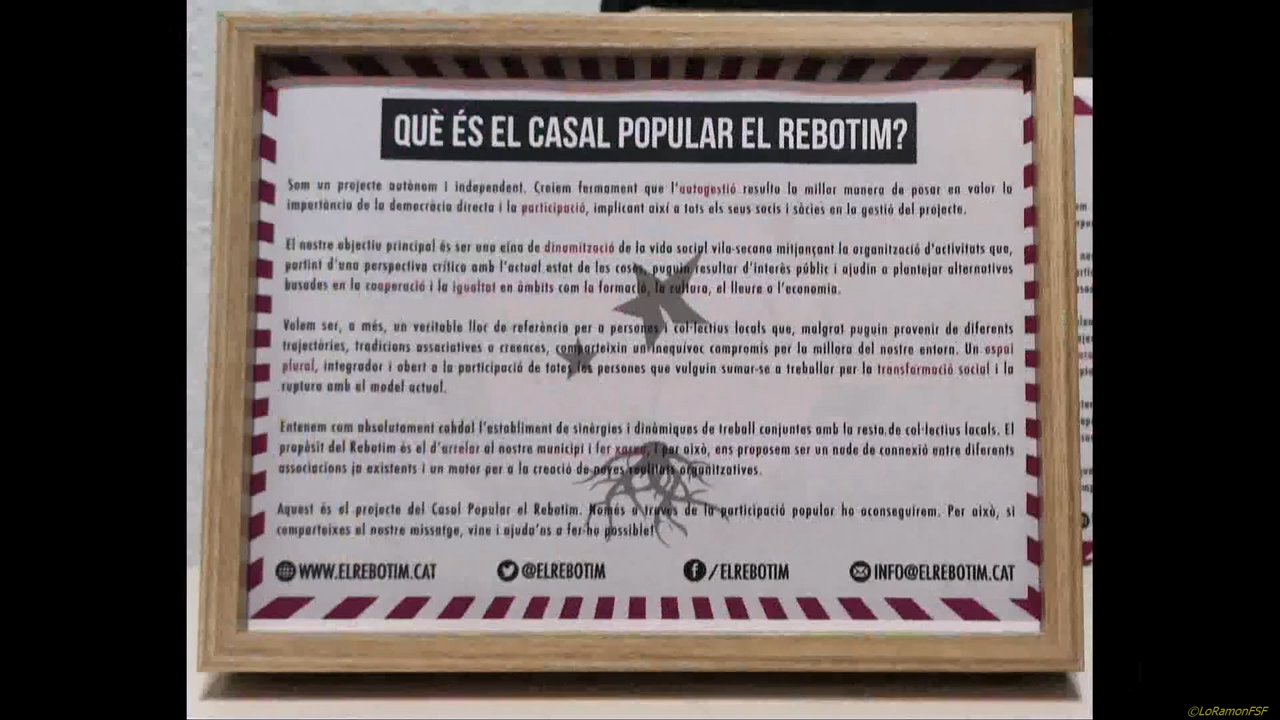 QUÈ ÉS EL CASAL POPULAR EL REBOTIM?
Som un projecte autònom i independent. Creiem fermament que l'autogestió resulta la millor manera de posar en valor la
importància de la democràcia directa i la participació, implicant així a tots els seus socis i sòcies en la gestió del projecte.
El nostre objectiu principal és ser una eina de dinamització de la vida social vila-secana mitjançant la organització d'activitats que,
partint d'una perspectiva crítica amb l'actual estat de les coses, puguin resultar d'interès públic i ajudin a plantejar alternatives
basades en la cooperació i la igualtat en àmbits com la formació, la cultura, el lleure o l'economia.
Volem ser, a més, un veritable lloc de referència per a persones i col·lectius locals que, malgrat puguin provenir de diferents
trajectòries, tradicions associatives o creences, comparteixin un inequívoc compromís per la millora del nostre entorn. Un espai
plural, integrador i obert a la participació de totes les persones que vulguin sumar-se a treballar per la transformació social i la
ruptura amb el model actual.
Entenem com absolutament cabdal l'establiment de sinèrgies i dinàmiques de treball conjuntes amb la resta de col·lectius locals. El
propòsit del Rebotim és el d'arrelar al nostre municipi i fer xarxa, i per això, ens proposem ser un node de connexió entre diferents
associacions ja existents i un motor per a la creació de noves realitats organitzatives.
Aquest és el projecte del Casal Popular el Rebotim. Només a través de la participació popular ho aconseguirem. Per això, si
comparteixes el nostre missatge, vine i ajuda'ns a fer-ho possible!
WWW.ELREBOTIM.CAT @ELREBOTIM /ELREBOTIM INFO@ELREBOTIM.CAT
©LoRamonFSF